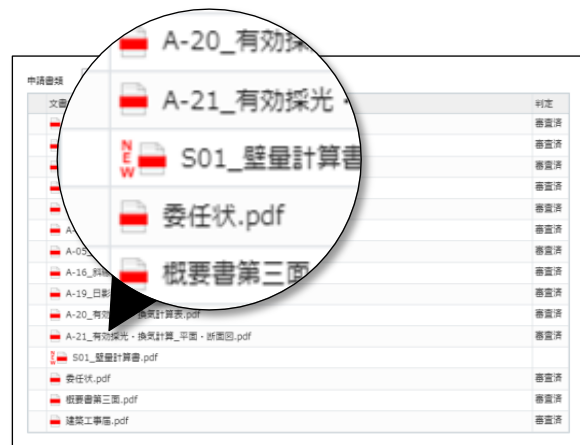 申請書類
文書
判定
審査済
審査済
審査済
審査済
審査済
審査済
A-05_
審査済
A-16_
審査済
A-19_日影
審査済
A-20_有効 ・換気計算表.pdf
審査済
A-21_有効採光・換気計算_平面・断面図.pdf
審査済
NEW S01_壁量計算書.pdf
委任状.pdf
審査済
概要書第三面.pdf
審査済
建築工事届.pdf
審査済
A-20_有効採
A-21_有効採光・
NEW S01_壁量計算書
委任状.pdf
概要書第三面